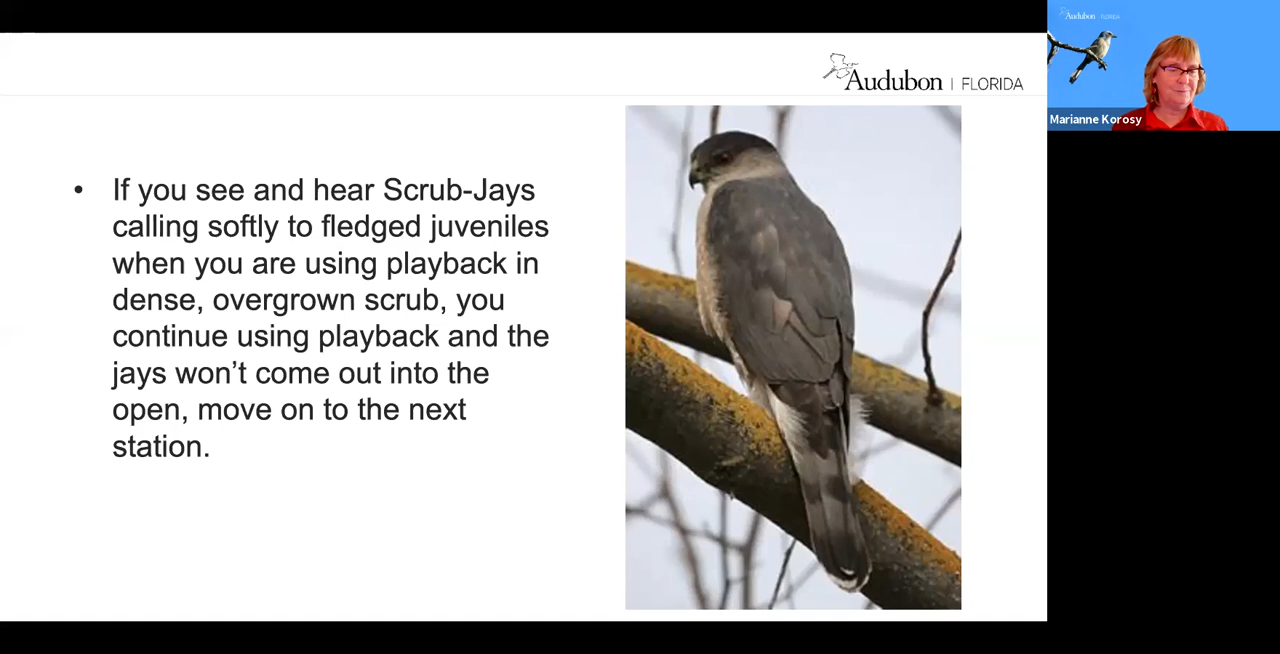 Audubon | FLORIDA
• If you see and hear Scrub-Jays
calling softly to fledged juveniles
when you are using playback in
dense, overgrown scrub, you
continue using playback and the
jays won’t come out into the
open, move on to the next
station.
Audubon | FLORIDA
Marianne Korosy